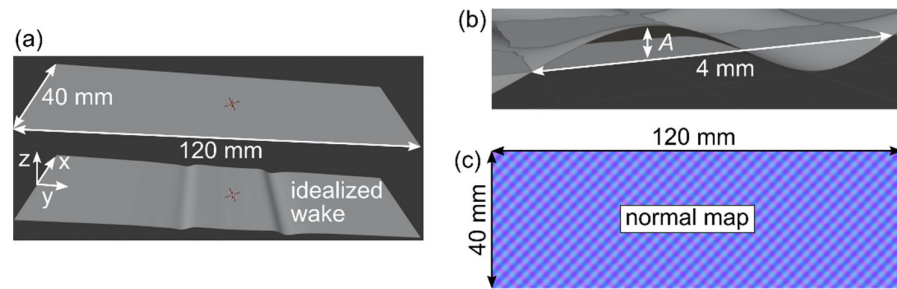 (a)
40 mm
120 mm
z
x
y
idealized
wake
(b)
A
4 mm
(c)
120 mm
40 mm
normal map